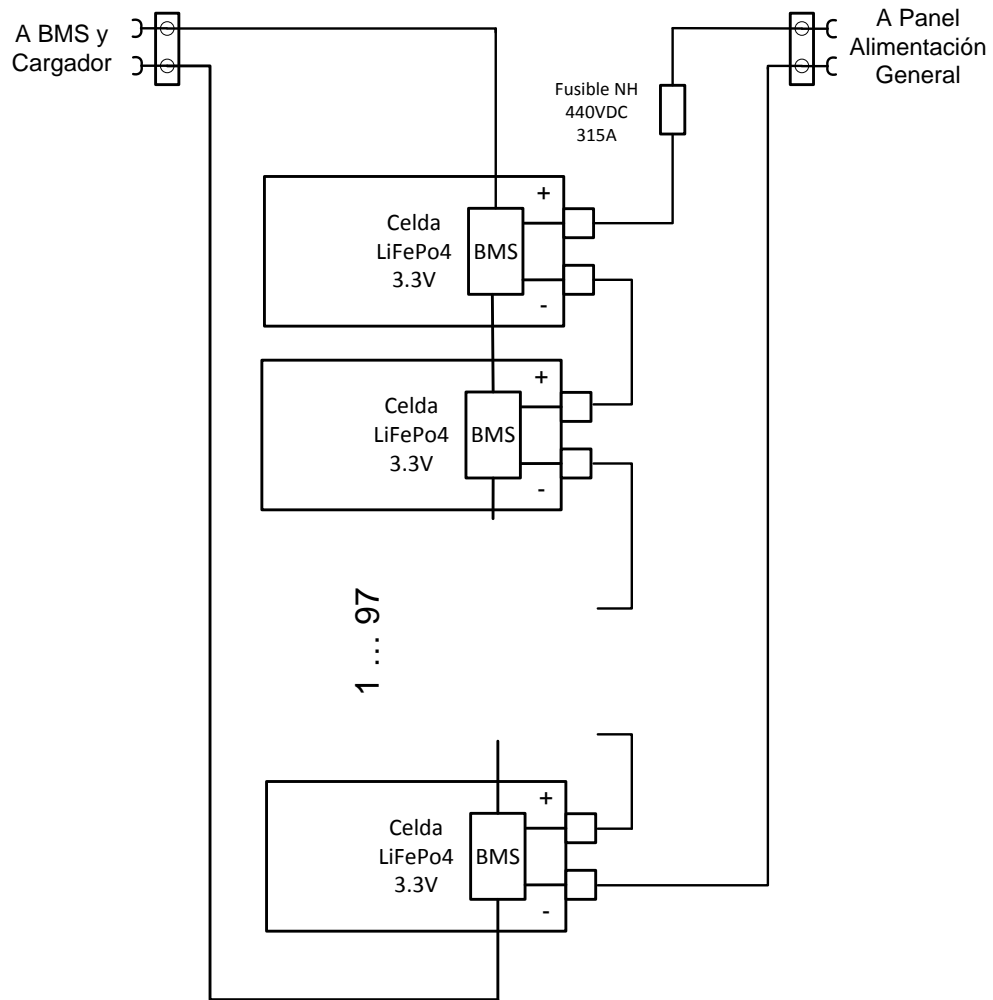 A BMS y
Cargador
A Panel
Alimentación
General
Fusible NH
440VDC
315A
+
Celda
LiFePo4
3.3V
BMS
-
+
Celda
LiFePo4
3.3V
BMS
-
1 ... 97
+
Celda
LiFePo4
3.3V
BMS
-